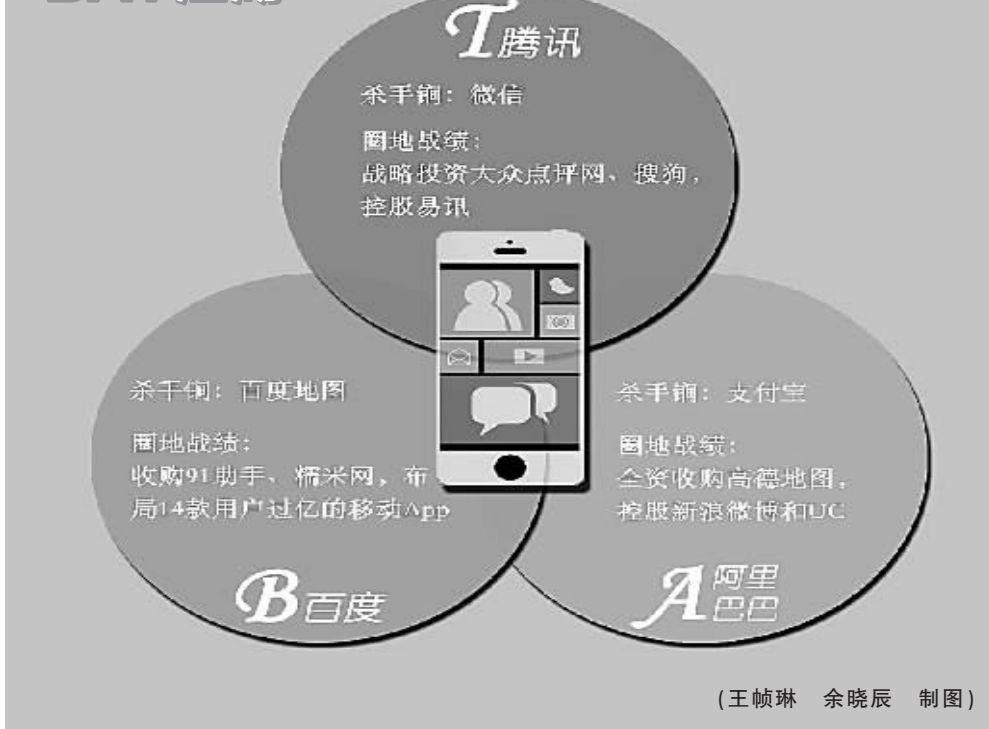 T腾讯
杀手锏：微信
圈地战绩：
战略投资大众点评网、搜狗，
控股易讯
杀手锏：百度地图
圈地战绩：
收购91助手、糯米网，布
局14款用户过亿的移动App
B百度
杀手锏：支付宝
圈地战绩：
全资收购高德地图，
控股新浪微博和UC
A阿里
巴巴
(王帧琳　余晓辰　制图)